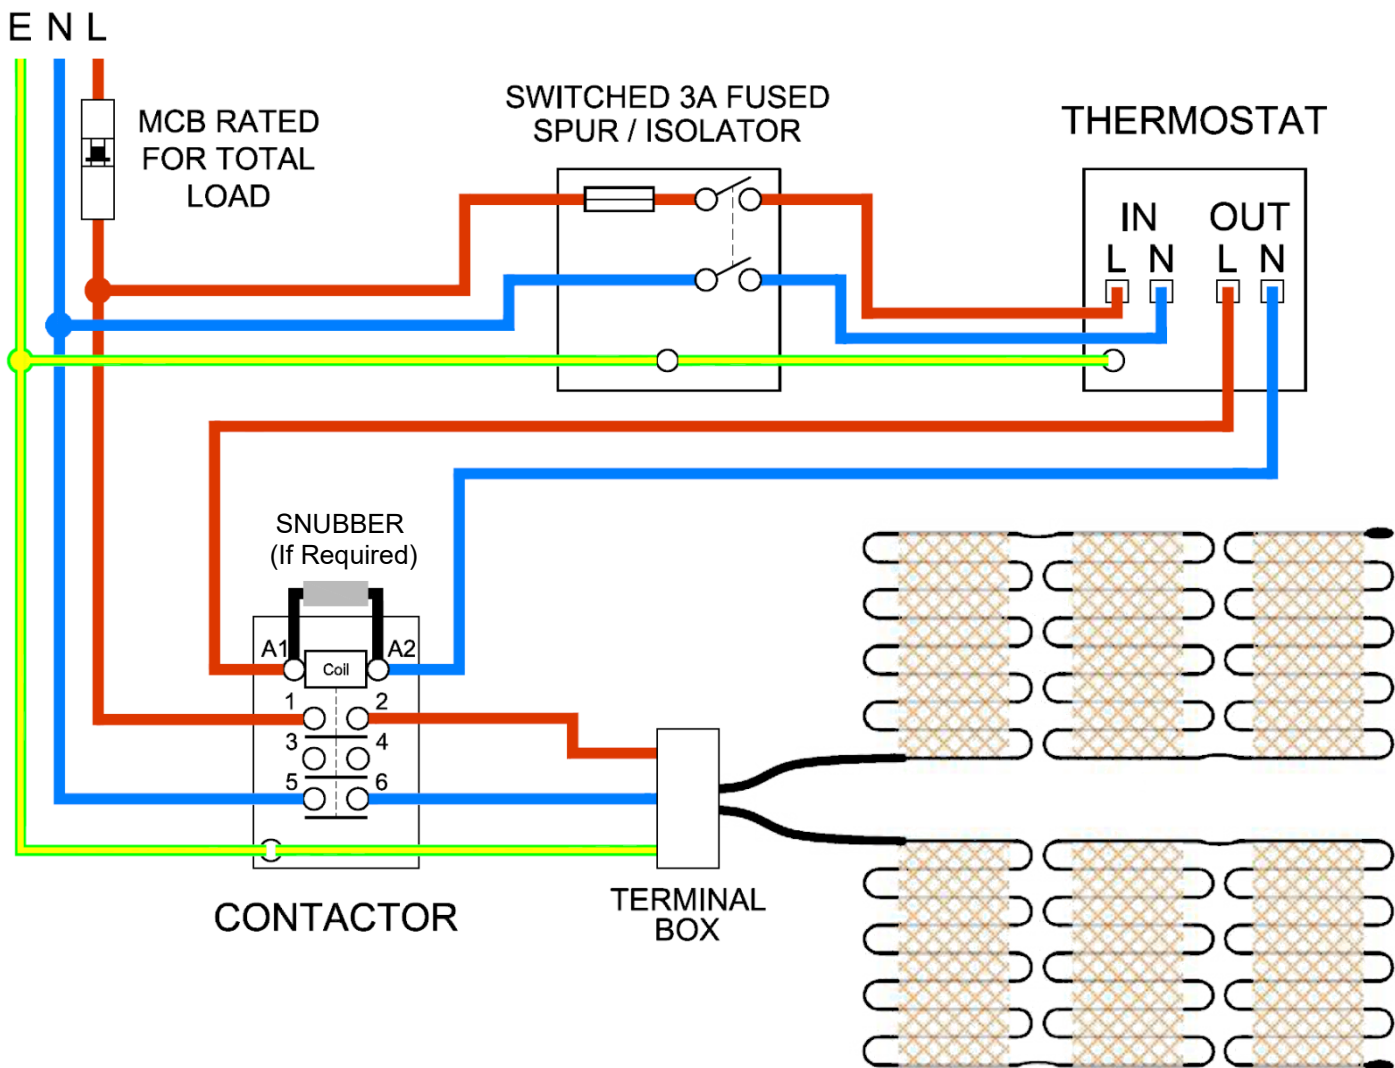 E N L
MCB RATED
FOR TOTAL
LOAD
SWITCHED 3A FUSED
SPUR / ISOLATOR
THERMOSTAT
IN OUT
L N L N
SNUBBER
(If Required)
A1 A2
Coil
1 2
3 4
5 6
CONTACTOR
TERMINAL
BOX